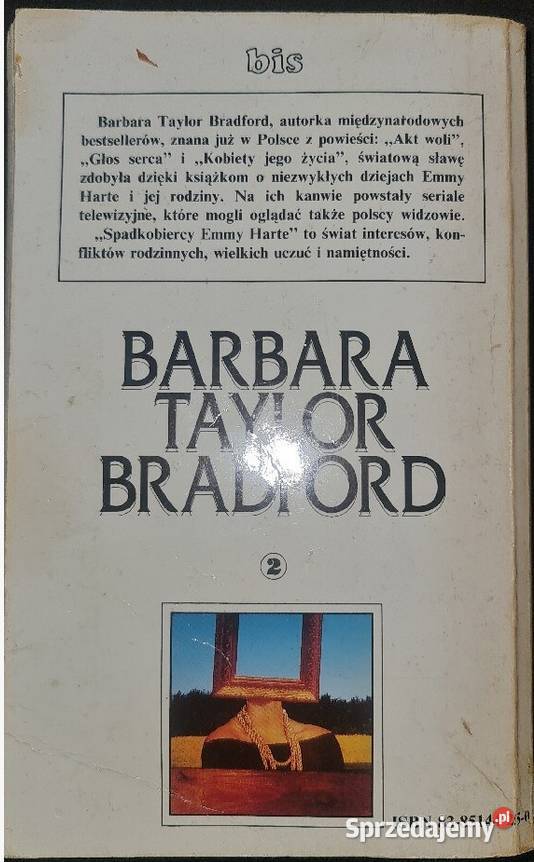 bis
Barbara Taylor Bradford, autorka międzynarodowych
bestsellerów, znana już w Polsce z powieści: „Akt woli",
„Głos serca" i „Kobiety jego życia", światową sławę
zdobyła dzięki książkom o niezwykłych dziejach Emmy
Harte i jej rodziny. Na ich kanwie powstały seriale
telewizyjne, które mogli oglądać także polscy widzowie.
„Spadkobiercy Emmy Harte" to świat interesów, kon-
fliktów rodzinnych, wielkich uczuć i namiętności.
BARBARA
TAYLOR
BRADFORD
2
ISBN 83-8514
Sprzedajemy.pl